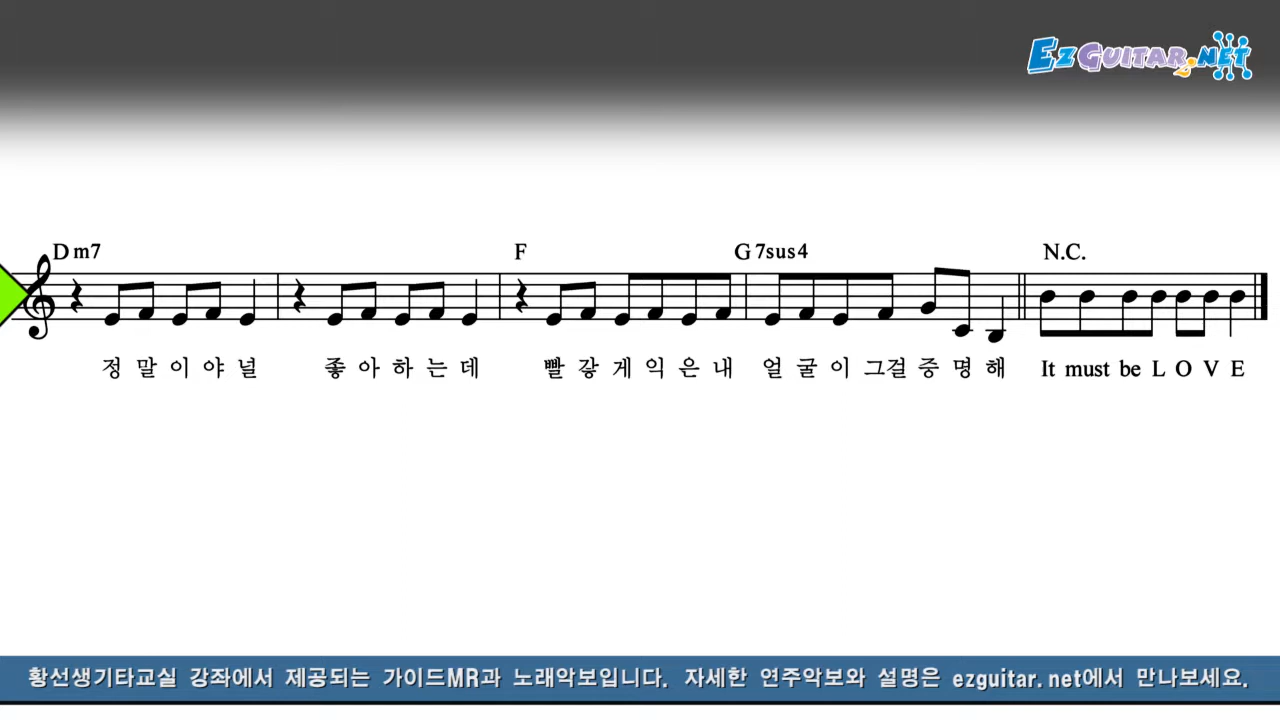 EzGuitar.net
Dm7 F G7sus4 N.C.
정말이야널 좋아하는데 빨갛게익은내 얼굴이그걸증명해 It must be L O V E
황선생기타교실 강좌에서 제공되는 가이드MR과 노래악보입니다. 자세한 연주악보와 설명은 ezguitar.net에서 만나보세요.